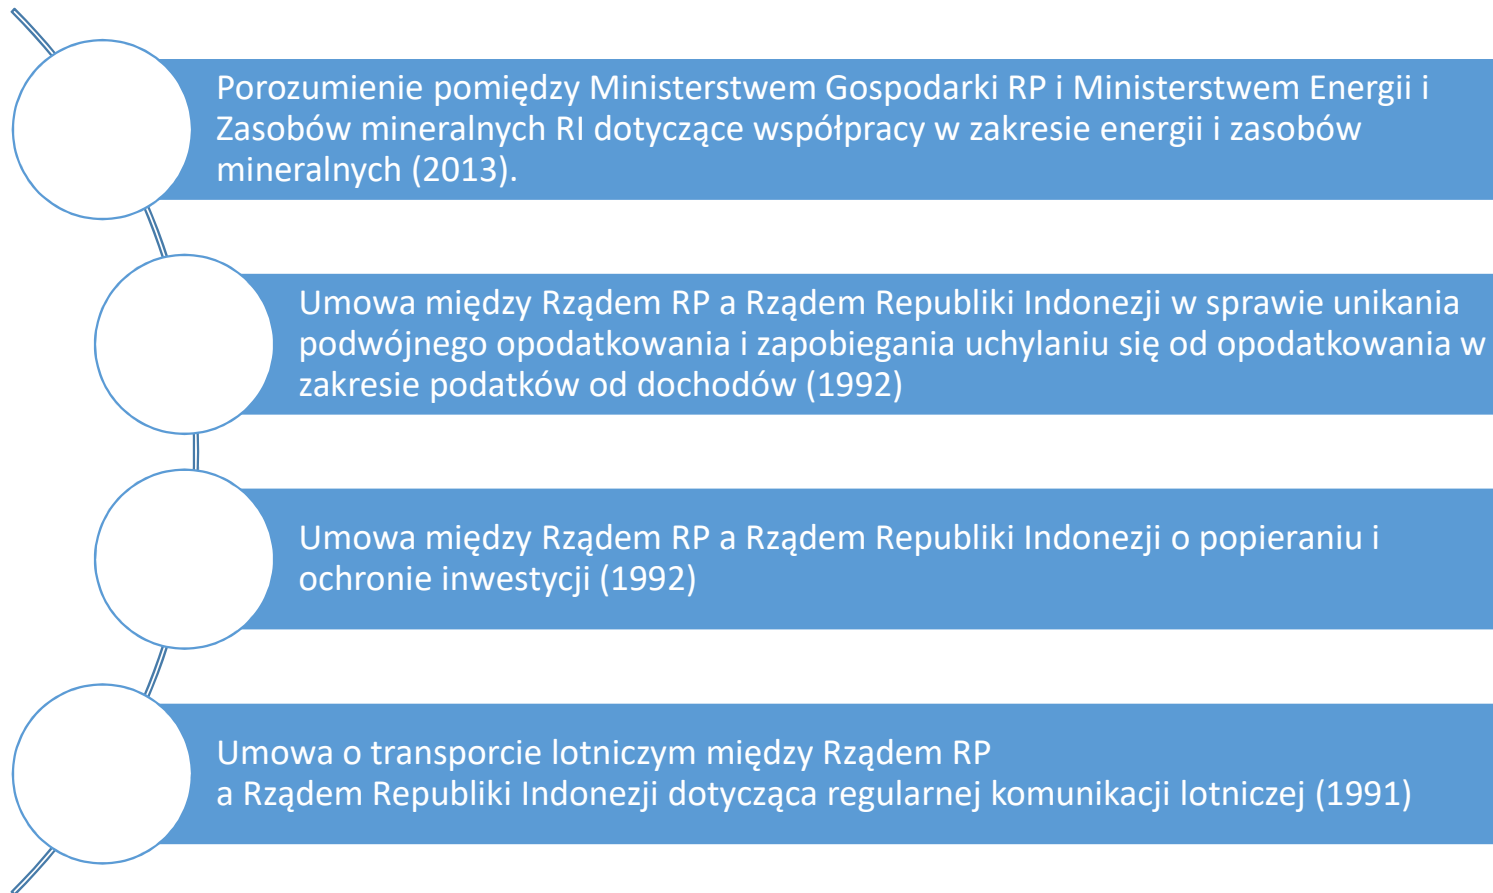 Porozumienie pomiędzy Ministerstwem Gospodarki RP i Ministerstwem Energii i
Zasobów mineralnych RI dotyczące współpracy w zakresie energii i zasobów
mineralnych (2013).
Umowa między Rządem RP a Rządem Republiki Indonezji w sprawie unikania
podwójnego opodatkowania i zapobiegania uchylaniu się od opodatkowania w
zakresie podatków od dochodów (1992)
Umowa między Rządem RP a Rządem Republiki Indonezji o popieraniu i
ochronie inwestycji (1992)
Umowa o transporcie lotniczym między Rządem RP
a Rządem Republiki Indonezji dotycząca regularnej komunikacji lotniczej (1991)